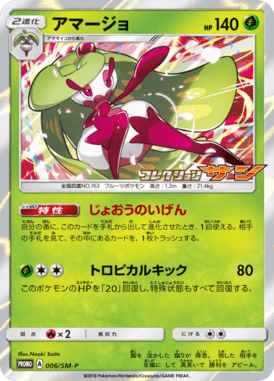 2進化 アマージョ HP140
アママイコから進化
全国図鑑NO.763 フルーツポケモン 高さ:1.2m 重さ:21.4kg
コレクションサン
特性 じょおうのいげん
自分の番に、このカードを手札から出して進化させたとき、1回使える。相手
の手札を見て、その中にあるカードを、1枚トラッシュする。
トロピカルキック 80
このポケモンのHPを「20」回復し、特殊状態もすべて回復する。
弱点 ×2 抵抗力 にげる
Illus.Naoki Saito
PROMO A 006/SM-P
©2016 Pokémon/Nintendo/Creatures/GAME FREAK.